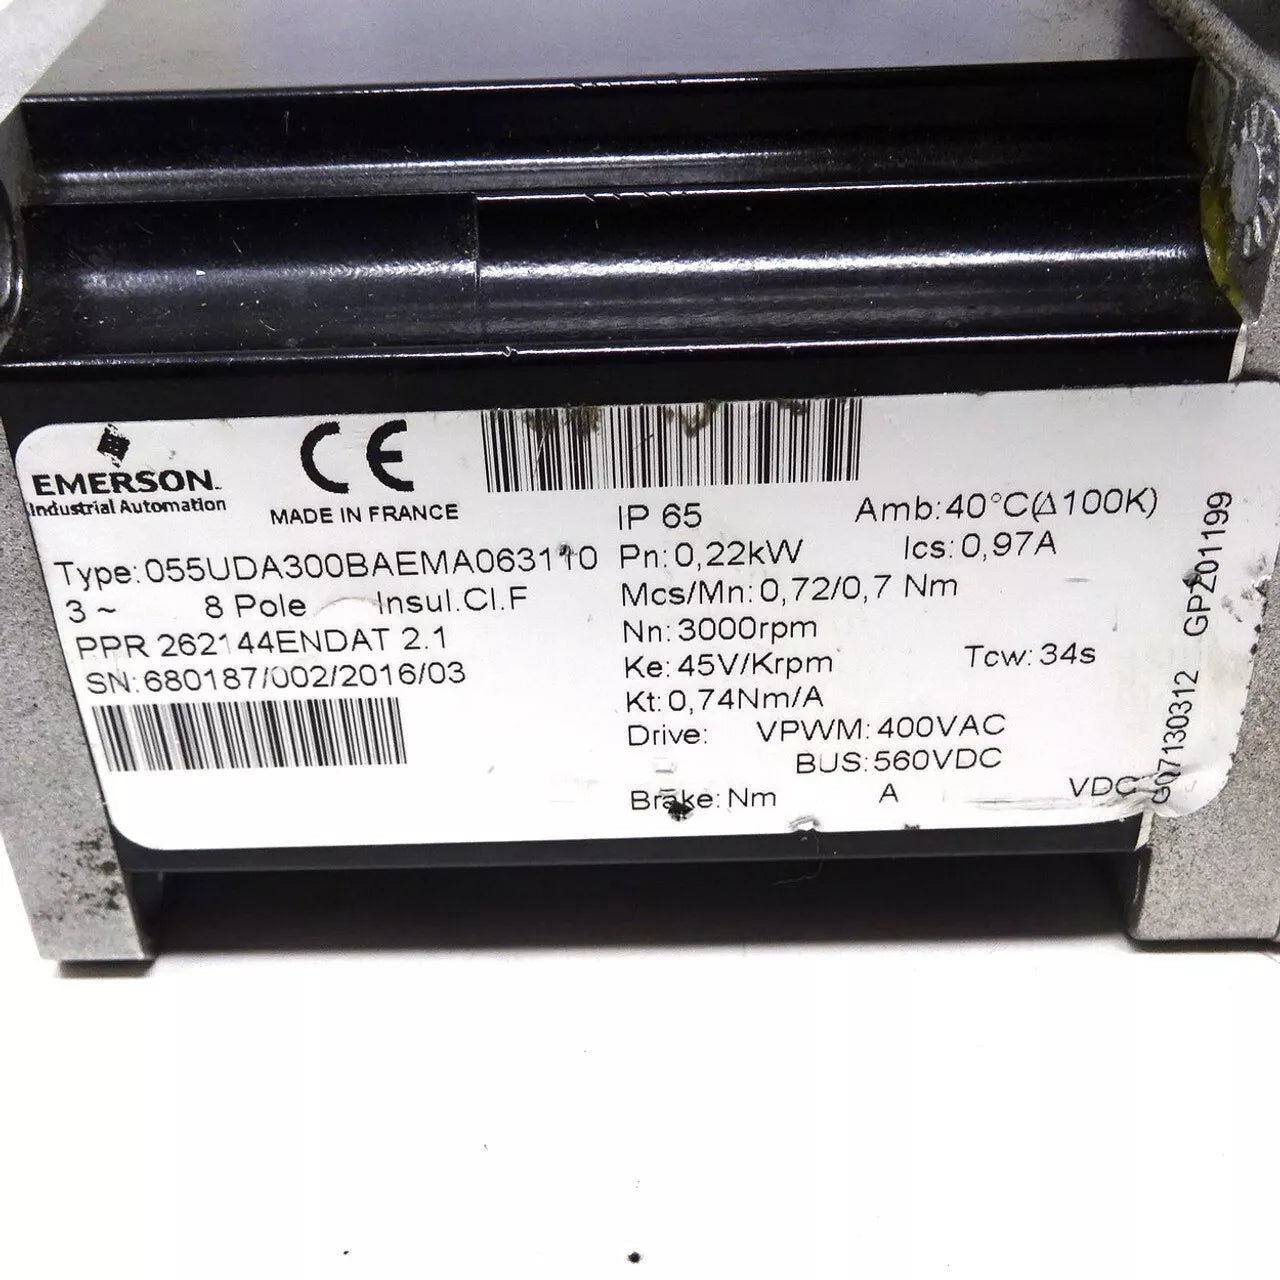 EMERSON
Industrial Automation
CE
MADE IN FRANCE
Type: 055UDA300BAEMA063110
3 ~ 8 Pole Insul.Cl.F
PPR 262144ENDAT 2.1
SN: 680187/002/2016/03
IP 65 Amb: 40°C(Δ100K)
Pn: 0,22kW Ics: 0,97A
Mcs/Mn: 0,72/0,7 Nm
Nn: 3000rpm
Ke: 45V/Krpm Tcw: 34s
Kt: 0,74Nm/A
Drive: VPWM: 400VAC
BUS: 560VDC
Brake: Nm A VDC
GP201199